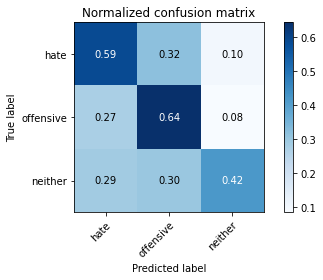 Normalized confusion matrix
True label
hate
offensive
neither
0.59 0.32 0.10
0.27 0.64 0.08
0.29 0.30 0.42
hate
offensive
neither
Predicted label
0.6
0.5
0.4
0.3
0.2
0.1